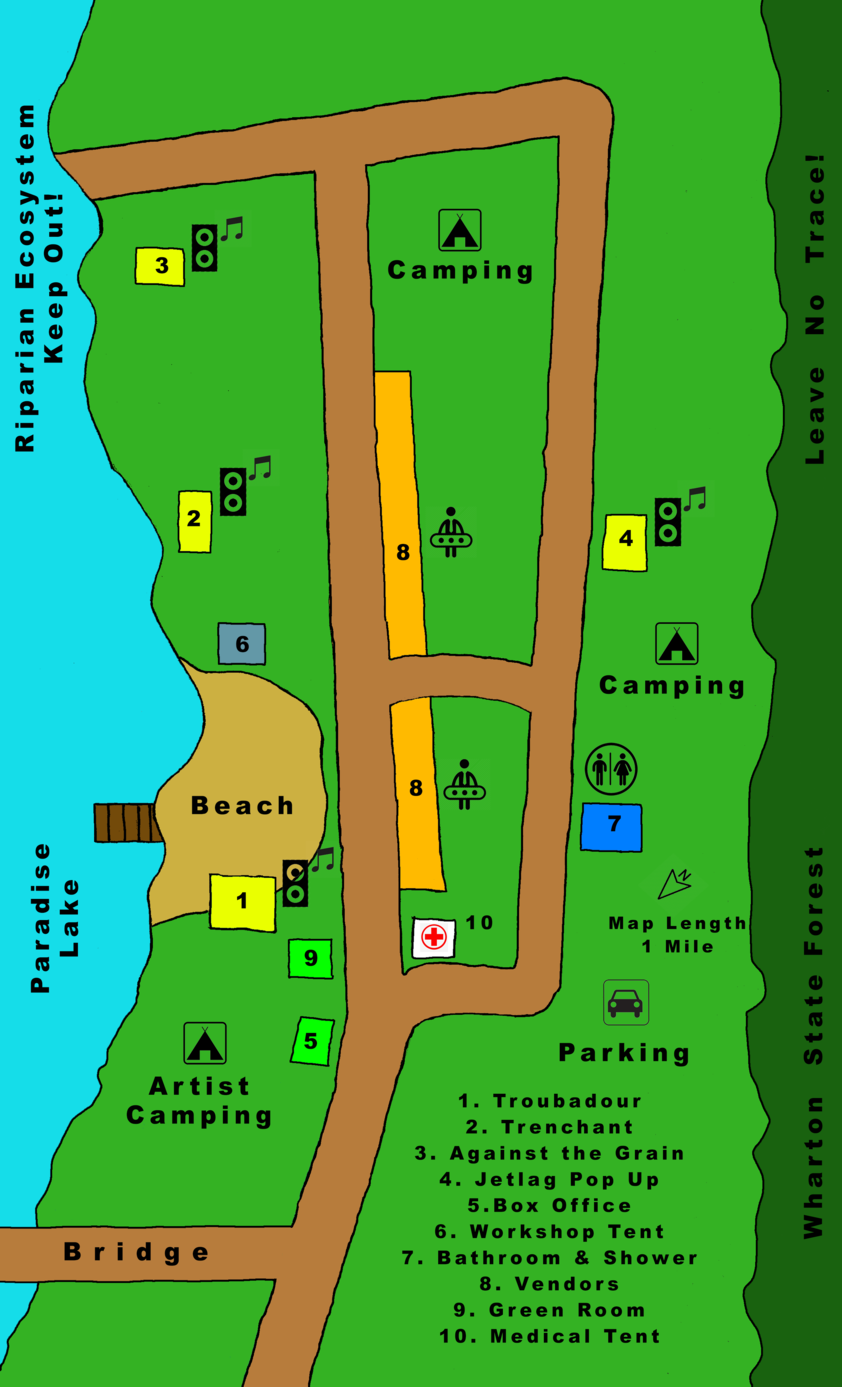 Riparian Ecosystem
Keep Out!
Leave No Trace!
3
Camping
2
8
4
6
Camping
8
7
Beach
1
10
Map Length
1 Mile
9
Paradise
Lake
5
Parking
Artist
Camping
Wharton State Forest
Bridge
1. Troubadour
2. Trenchant
3. Against the Grain
4. Jetlag Pop Up
5.Box Office
6. Workshop Tent
7. Bathroom & Shower
8. Vendors
9. Green Room
10. Medical Tent